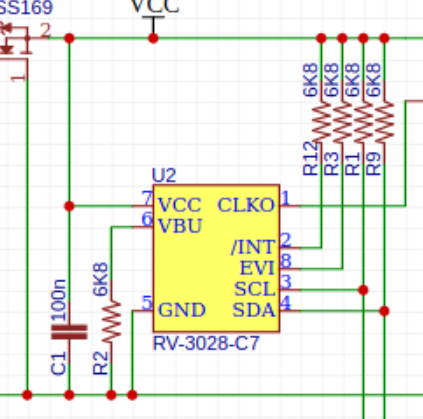 SS169
VCC
2
1
6K8
6K8
6K8
6K8
R12
R3
R1
R9
U2
7 VCC CLKO 1
6 VBU
/INT 2
EVI 8
SCL 3
5 GND SDA 4
RV-3028-C7
100n
C1
6K8
R2